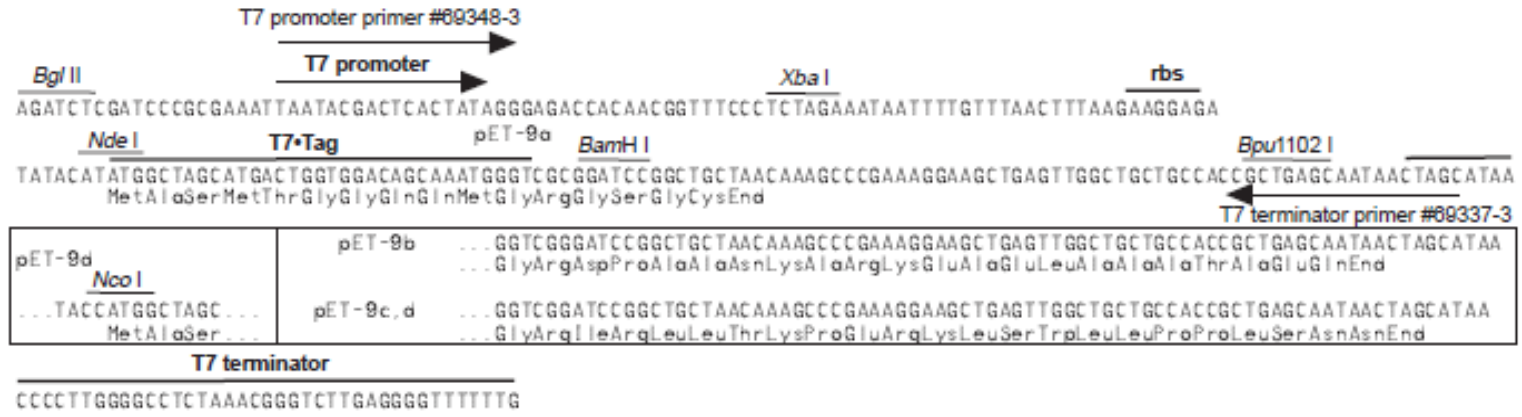 T7 promoter primer #69348-3
Bgl II T7 promoter Xba I rbs
AGATCTCGATCCCGCGAAATTAATACGACTCACTATAGGGAGACCACAACGGTTTCCCTCTAGAAATAATTTTGTTTAACTTTAAGAAGGAGA
pET-9a
Nde I T7•Tag BamH I Bpu1102 I
TATACATATGGCTAGCATGACTGGTGGACAGCAAATGGGTCGCGGATCCGGCTGCTAACAAAGCCCGAAAGGAAGCTGAGTTGGCTGCTGCCACCGCTGAGCAATAACTAGCATAA
MetAlaSerMetThrGlyGlyGlnGlnMetGlyArgGlySerGlyCysEnd
T7 terminator primer #69337-3
pET-9b ...GGTCGGGATCCGGCTGCTAACAAAGCCCGAAAGGAAGCTGAGTTGGCTGCTGCCACCGCTGAGCAATAACTAGCATAA
pET-9d ...GlyArgAspProAlaAlaAsnLysAlaArgLysGluAlaGluLeuAlaAlaAlaThrAlaGluGlnEnd
Nco I
...TACCATGGCTAGC... pET-9c,d ...GGTCGGATCCGGCTGCTAACAAAGCCCGAAAGGAAGCTGAGTTGGCTGCTGCCACCGCTGAGCAATAACTAGCATAA
MetAlaSer... ...GlyArgIleArgLeuLeuThrLysProGluArgLysLeuSerTrpLeuLeuProProLeuSerAsnAsnEnd
T7 terminator
CCCCTTGGGGCCTCTAAACGGGTCTTGAGGGGTTTTTTG